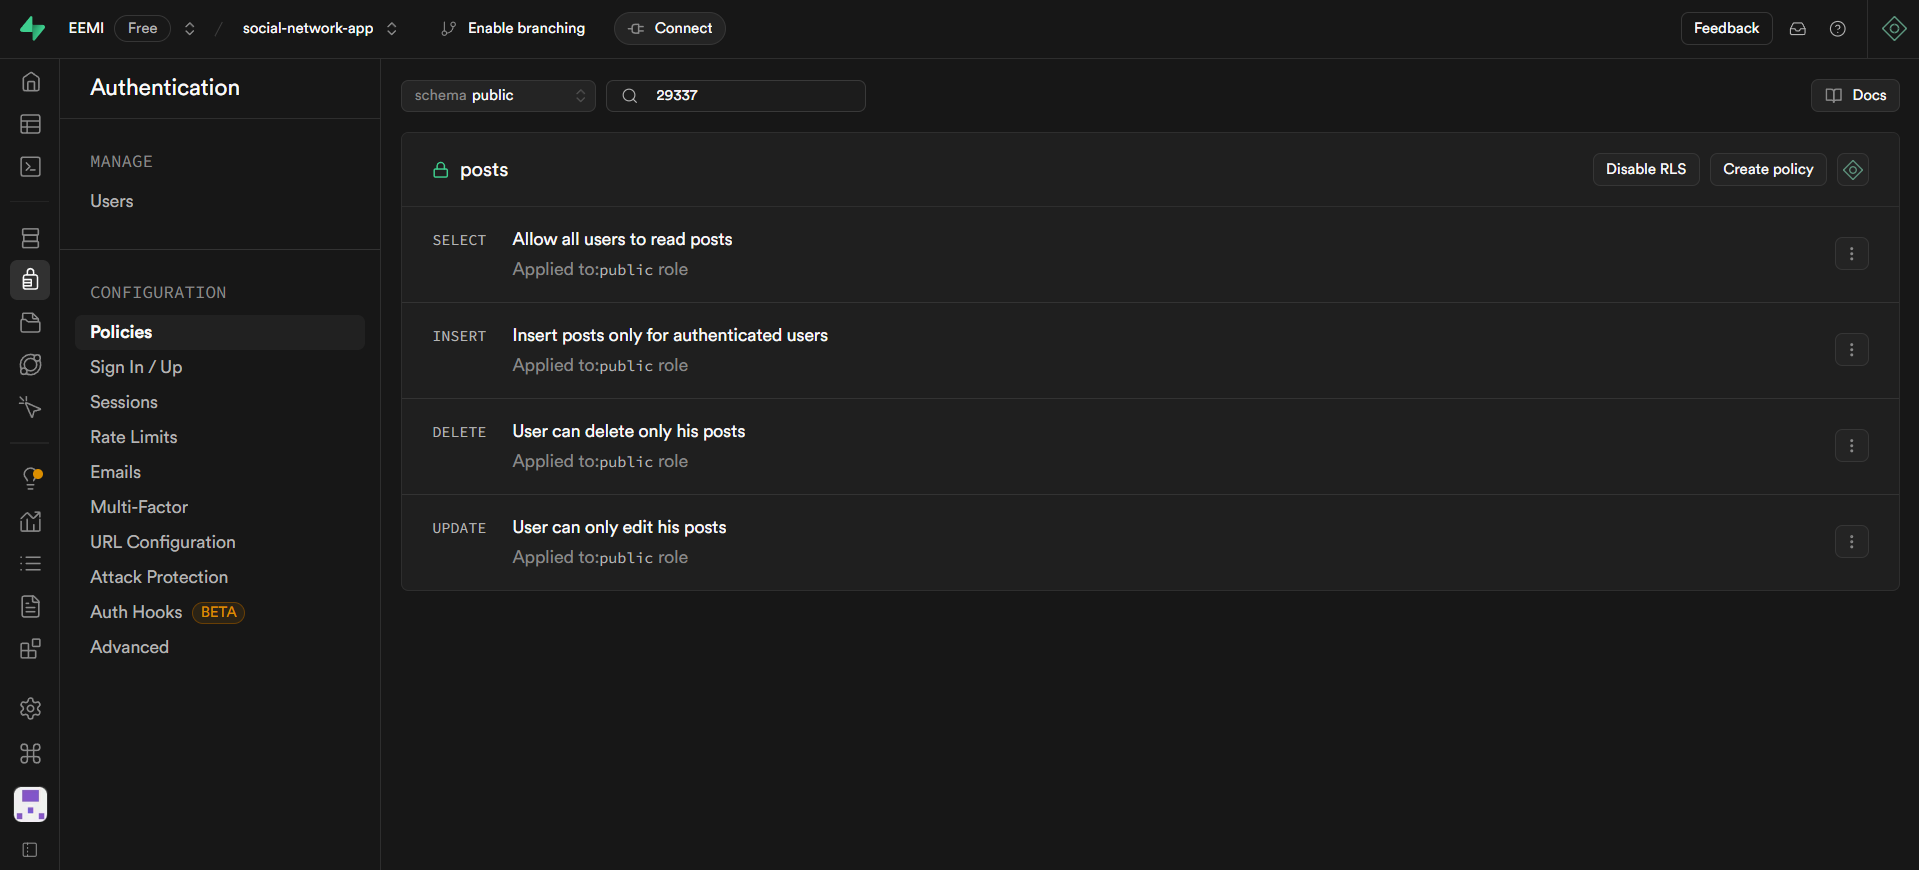 EEMI Free social-network-app Enable branching Connect Feedback
Authentication
MANAGE
Users
CONFIGURATION
Policies
Sign In / Up
Sessions
Rate Limits
Emails
Multi-Factor
URL Configuration
Attack Protection
Auth Hooks BETA
Advanced
schema public 29337 Docs
posts Disable RLS Create policy
SELECT Allow all users to read posts
Applied to:public role
INSERT Insert posts only for authenticated users
Applied to:public role
DELETE User can delete only his posts
Applied to:public role
UPDATE User can only edit his posts
Applied to:public role